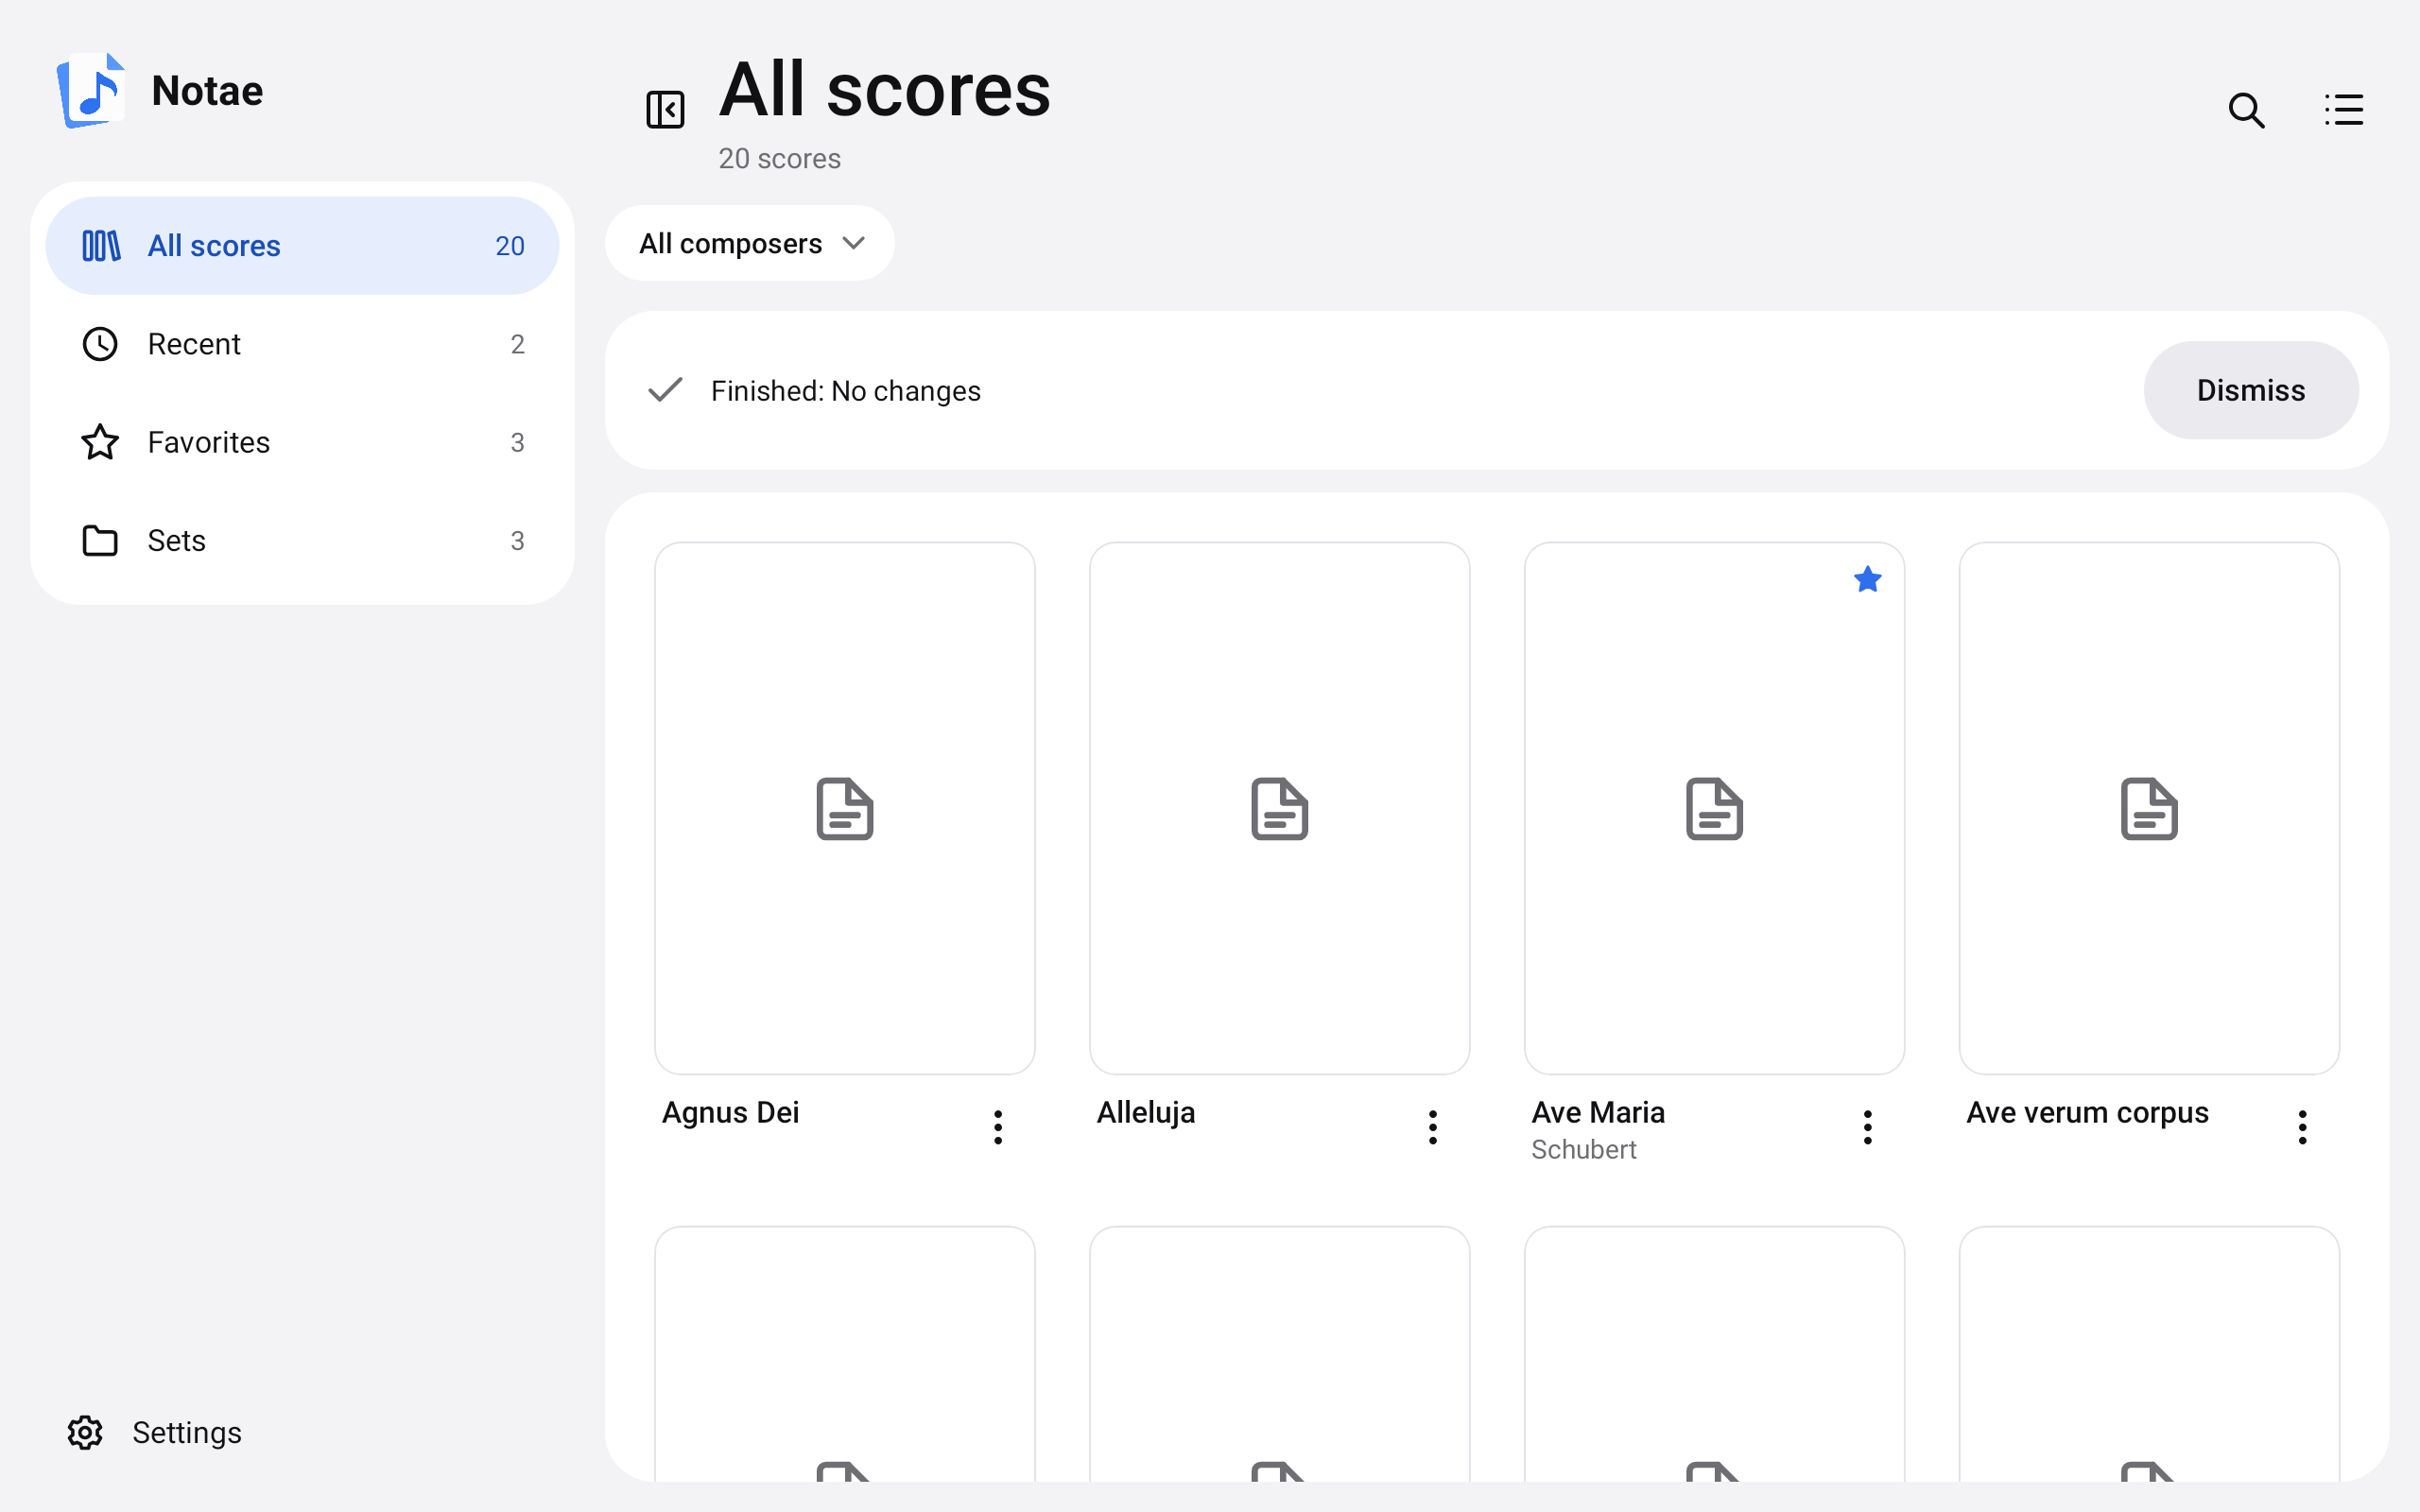 Notae
All scores 20
Recent 2
Favorites 3
Sets 3
Settings
All scores
20 scores
All composers
Finished: No changes
Dismiss
Agnus Dei
Alleluja
Ave Maria
Schubert
Ave verum corpus